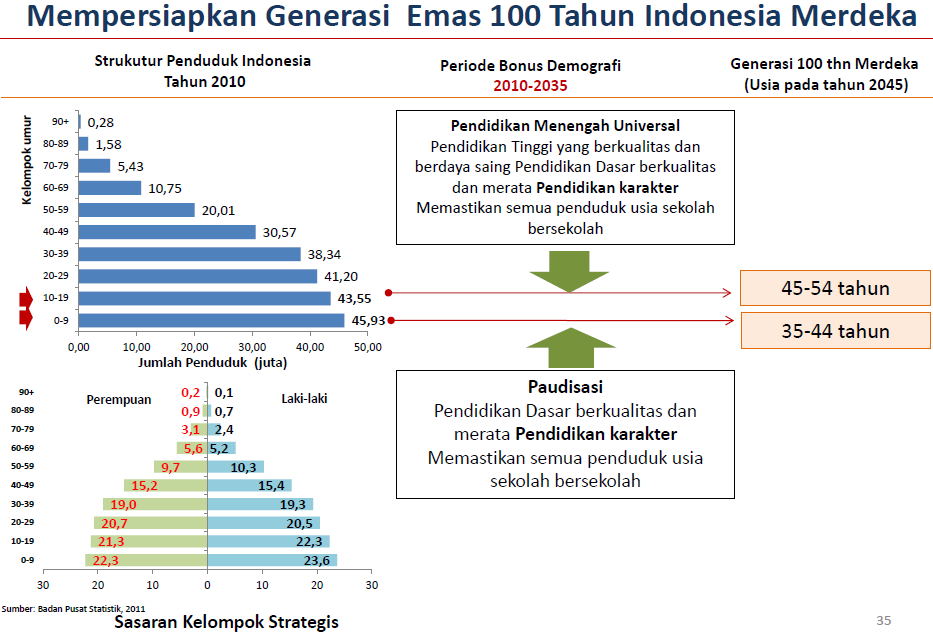 Mempersiapkan Generasi Emas 100 Tahun Indonesia Merdeka
Strukutur Penduduk Indonesia
Tahun 2010
Periode Bonus Demografi
2010-2035
Generasi 100 thn Merdeka
(Usia pada tahun 2045)
Kelompok umur
90+ 0,28
80-89 1,58
70-79 5,43
60-69 10,75
50-59 20,01
40-49 30,57
30-39 38,34
20-29 41,20
10-19 43,55
0-9 45,93
0,00 10,00 20,00 30,00 40,00 50,00
Jumlah Penduduk (juta)
Pendidikan Menengah Universal
Pendidikan Tinggi yang berkualitas dan
berdaya saing Pendidikan Dasar berkualitas
dan merata Pendidikan karakter
Memastikan semua penduduk usia sekolah
bersekolah
45-54 tahun
35-44 tahun
Paudisasi
Pendidikan Dasar berkualitas dan
merata Pendidikan karakter
Memastikan semua penduduk usia
sekolah bersekolah
Perempuan Laki-laki
90+ 0,2 0,1
80-89 0,9 0,7
70-79 3,1 2,4
60-69 5,6 5,2
50-59 9,7 10,3
40-49 15,2 15,4
30-39 19,0 19,3
20-29 20,7 20,5
10-19 21,3 22,3
0-9 22,3 23,6
30 20 10 0 10 20 30
Sumber: Badan Pusat Statistik, 2011
Sasaran Kelompok Strategis
35